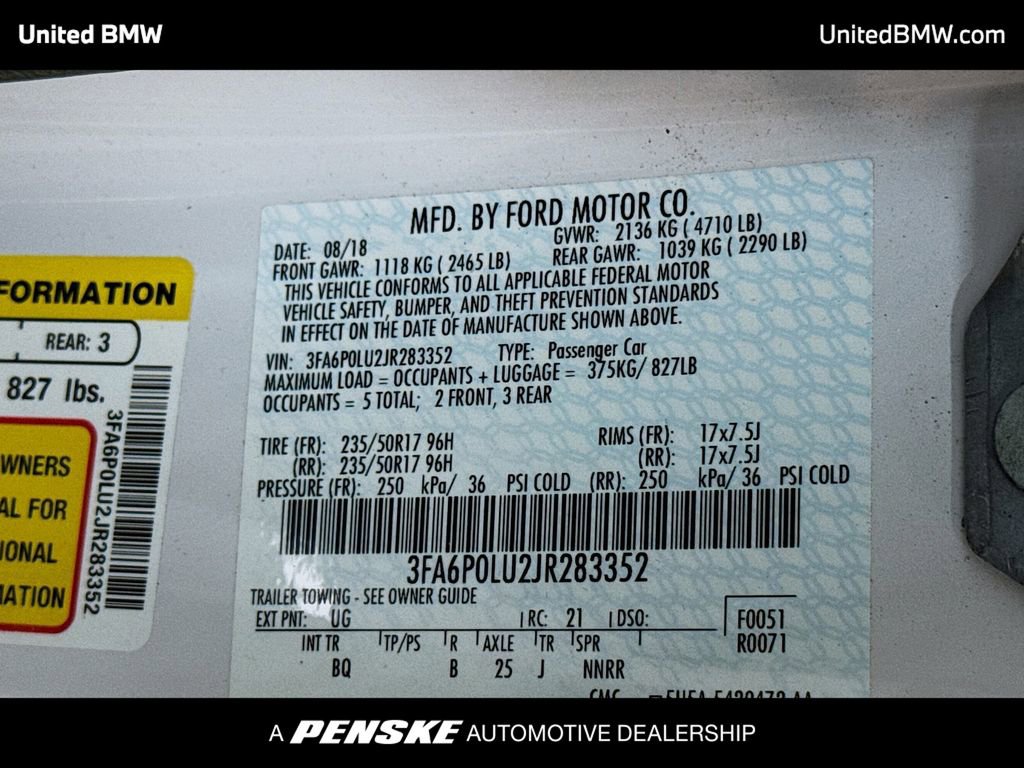 United BMW
UnitedBMW.com
MFD. BY FORD MOTOR CO.
DATE: 08/18
GVWR: 2136 KG ( 4710 LB)
FRONT GAWR: 1118 KG ( 2465 LB)
REAR GAWR: 1039 KG ( 2290 LB)
THIS VEHICLE CONFORMS TO ALL APPLICABLE FEDERAL MOTOR
VEHICLE SAFETY, BUMPER, AND THEFT PREVENTION STANDARDS
IN EFFECT ON THE DATE OF MANUFACTURE SHOWN ABOVE.
VIN: 3FA6P0LU2JR283352 TYPE: Passenger Car
MAXIMUM LOAD = OCCUPANTS + LUGGAGE = 375KG/ 827LB
OCCUPANTS = 5 TOTAL; 2 FRONT, 3 REAR
TIRE (FR): 235/50R17 96H RIMS (FR): 17x7.5J
(RR): 235/50R17 96H (RR): 17x7.5J
PRESSURE (FR): 250 kPa/ 36 PSI COLD (RR): 250 kPa/ 36 PSI COLD
3FA6P0LU2JR283352
TRAILER TOWING - SEE OWNER GUIDE
EXT PNT: UG RC: 21 DSO: F0051
R0071
INT TR TP/PS R AXLE TR SPR
BQ B 25 J NNRR
FORMATION
REAR: 3
827 lbs.
3FA6P0LU2JR283352
WNERS
AL FOR
IONAL
MATION
A PENSKE AUTOMOTIVE DEALERSHIP